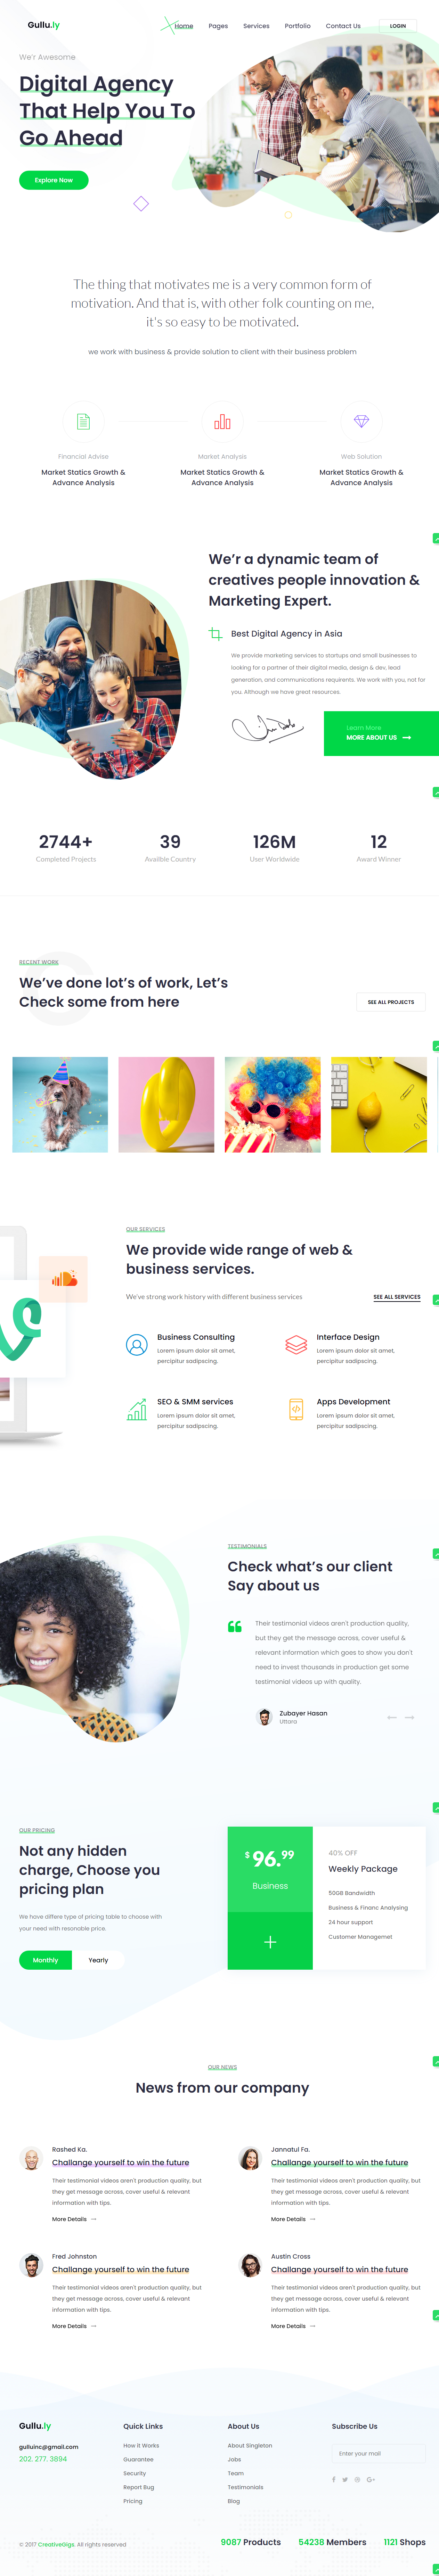 Gullu.ly
Home Pages Services Portfolio Contact Us LOGIN
We'r Awesome
Digital Agency
That Help You To
Go Ahead
Explore Now
The thing that motivates me is a very common form of
motivation. And that is, with other folk counting on me,
it's so easy to be motivated.
we work with business & provide solution to client with their business problem
Financial Advise
Market Statics Growth &
Advance Analysis
Market Analysis
Market Statics Growth &
Advance Analysis
Web Solution
Market Statics Growth &
Advance Analysis
We'r a dynamic team of
creatives people innovation &
Marketing Expert.
Best Digital Agency in Asia
We provide marketing services to startups and small businesses to
looking for a partner of their digital media, design & dev, lead
generation, and communications requirents. We work with you, not for
you. Although we have great resources.
Learn More
MORE ABOUT US
2744+
Completed Projects
39
Availble Country
126M
User Worldwide
12
Award Winner
RECENT WORK
We've done lot's of work, Let's
Check some from here
SEE ALL PROJECTS
OUR SERVICES
We provide wide range of web &
business services.
We've strong work history with different business services
SEE ALL SERVICES
Business Consulting
Lorem ipsum dolor sit amet,
percipitur sadipscing.
Interface Design
Lorem ipsum dolor sit amet,
percipitur sadipscing.
SEO & SMM services
Lorem ipsum dolor sit amet,
percipitur sadipscing.
Apps Development
Lorem ipsum dolor sit amet,
percipitur sadipscing.
TESTIMONIALS
Check what's our client
Say about us
Their testimonial videos aren't production quality,
but they get the message across, cover useful &
relevant information which goes to show you don't
need to invest thousands in production get some
testimonial videos up with quality.
Zubayer Hasan
Uttara
OUR PRICING
Not any hidden
charge, Choose you
pricing plan
We have differe type of pricing table to choose with
your need with resonable price.
Monthly Yearly
$ 96.99
Business
40% OFF
Weekly Package
50GB Bandwidth
Business & Financ Analysing
24 hour support
Customer Managemet
OUR NEWS
News from our company
Rashed Ka.
Challange yourself to win the future
Their testimonial videos aren't production quality, but
they get message across, cover useful & relevant
information with tips.
More Details
Jannatul Fa.
Challange yourself to win the future
Their testimonial videos aren't production quality, but
they get message across, cover useful & relevant
information with tips.
More Details
Fred Johnston
Challange yourself to win the future
Their testimonial videos aren't production quality, but
they get message across, cover useful & relevant
information with tips.
More Details
Austin Cross
Challange yourself to win the future
Their testimonial videos aren't production quality, but
they get message across, cover useful & relevant
information with tips.
More Details
Gullu.ly
gulluinc@gmail.com
202. 277. 3894
Quick Links
How it Works
Guarantee
Security
Report Bug
Pricing
About Us
About Singleton
Jobs
Team
Testimonials
Blog
Subscribe Us
Enter your mail
© 2017 CreativeGigs. All rights reserved
9087 Products 54238 Members 1121 Shops